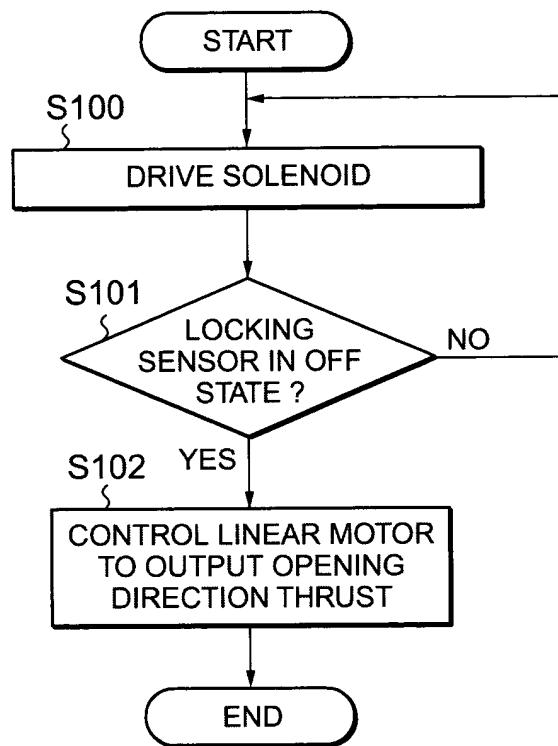 START
S100
DRIVE SOLENOID
S101
LOCKING
SENSOR IN OFF
STATE ?
NO
YES
S102
CONTROL LINEAR MOTOR
TO OUTPUT OPENING
DIRECTION THRUST
END